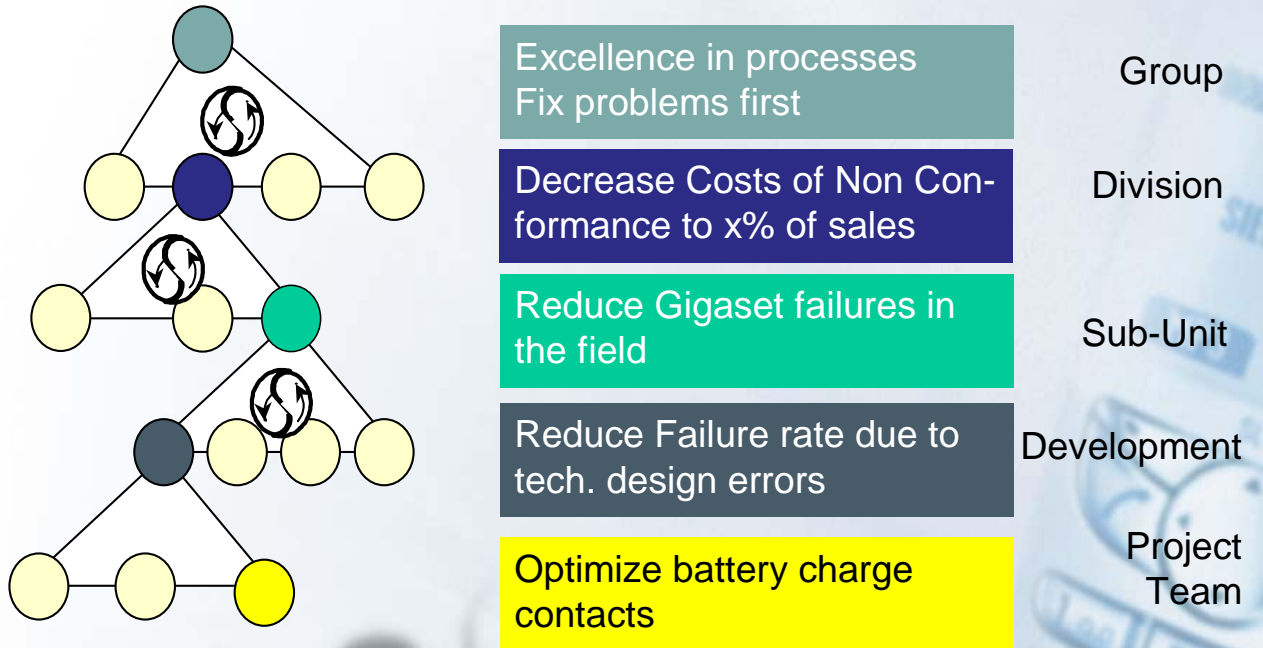 Excellence in processes
Fix problems first
Group
Decrease Costs of Non Con-
formance to x% of sales
Division
Reduce Gigaset failures in
the field
Sub-Unit
Reduce Failure rate due to
tech. design errors
Development
Optimize battery charge
contacts
Project
Team